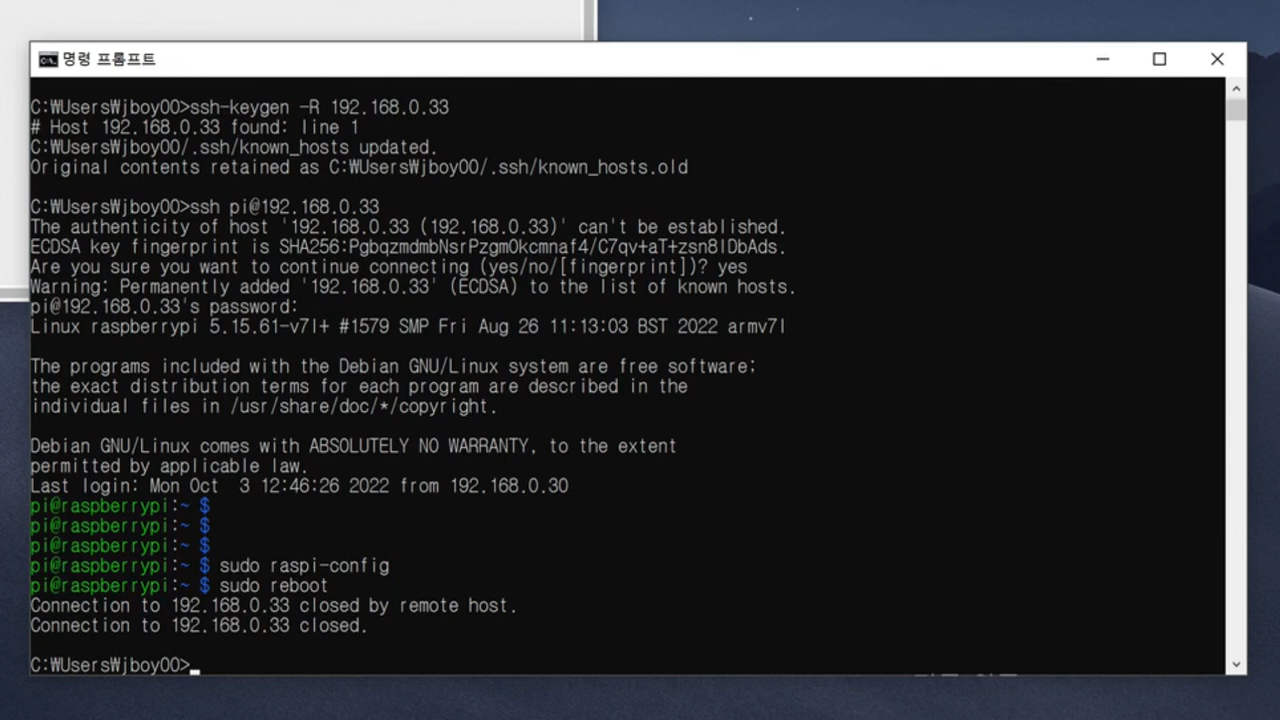 명령 프롬프트
C:₩Users₩jboy00>ssh-keygen -R 192.168.0.33
# Host 192.168.0.33 found: line 1
C:₩Users₩jboy00/.ssh/known_hosts updated.
Original contents retained as C:₩Users₩jboy00/.ssh/known_hosts.old
C:₩Users₩jboy00>ssh pi@192.168.0.33
The authenticity of host '192.168.0.33 (192.168.0.33)' can't be established.
ECDSA key fingerprint is SHA256:PgbqzmdmbNsrPzgmOkcmnaf4/C7qv+aT+zsn8lDbAds.
Are you sure you want to continue connecting (yes/no/[fingerprint])? yes
Warning: Permanently added '192.168.0.33' (ECDSA) to the list of known hosts.
pi@192.168.0.33's password:
Linux raspberrypi 5.15.61-v7l+ #1579 SMP Fri Aug 26 11:13:03 BST 2022 armv7l
The programs included with the Debian GNU/Linux system are free software;
the exact distribution terms for each program are described in the
individual files in /usr/share/doc/*/copyright.
Debian GNU/Linux comes with ABSOLUTELY NO WARRANTY, to the extent
permitted by applicable law.
Last login: Mon Oct  3 12:46:26 2022 from 192.168.0.30
pi@raspberrypi:~ $
pi@raspberrypi:~ $
pi@raspberrypi:~ $
pi@raspberrypi:~ $ sudo raspi-config
pi@raspberrypi:~ $ sudo reboot
Connection to 192.168.0.33 closed by remote host.
Connection to 192.168.0.33 closed.
C:₩Users₩jboy00>